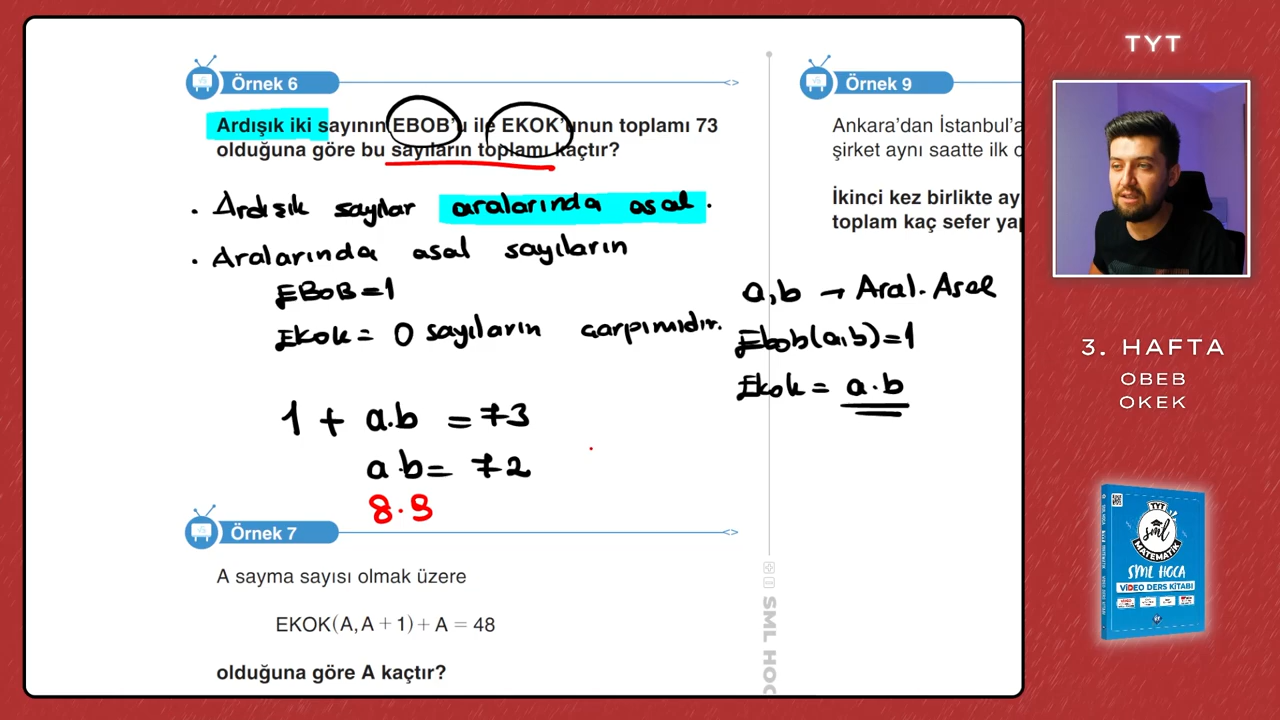 Örnek 6
Ardışık iki sayının EBOB'u ile EKOK'unun toplamı 73
olduğuna göre bu sayıların toplamı kaçtır?
. Ardışık sayılar aralarında asal.
. Aralarında asal sayıların
EBOB=1
Ekok= O sayıların çarpımıdır.
1 + a.b = 73
a.b= 72
8.9
Örnek 7
A sayma sayısı olmak üzere
EKOK(A,A + 1) + A = 48
olduğuna göre A kaçtır?
SML HOC
Örnek 9
Ankara'dan İstanbul'a
şirket aynı saatte ilk
İkinci kez birlikte ay
toplam kaç sefer yap
a,b → Aral. Asal
Ebob(a,b)=1
Ekok= a.b
TYT
3. HAFTA
OBEB
OKEK
TYT
sml
MATEMATİK
SML HOCA
VİDEO DERS KİTABI